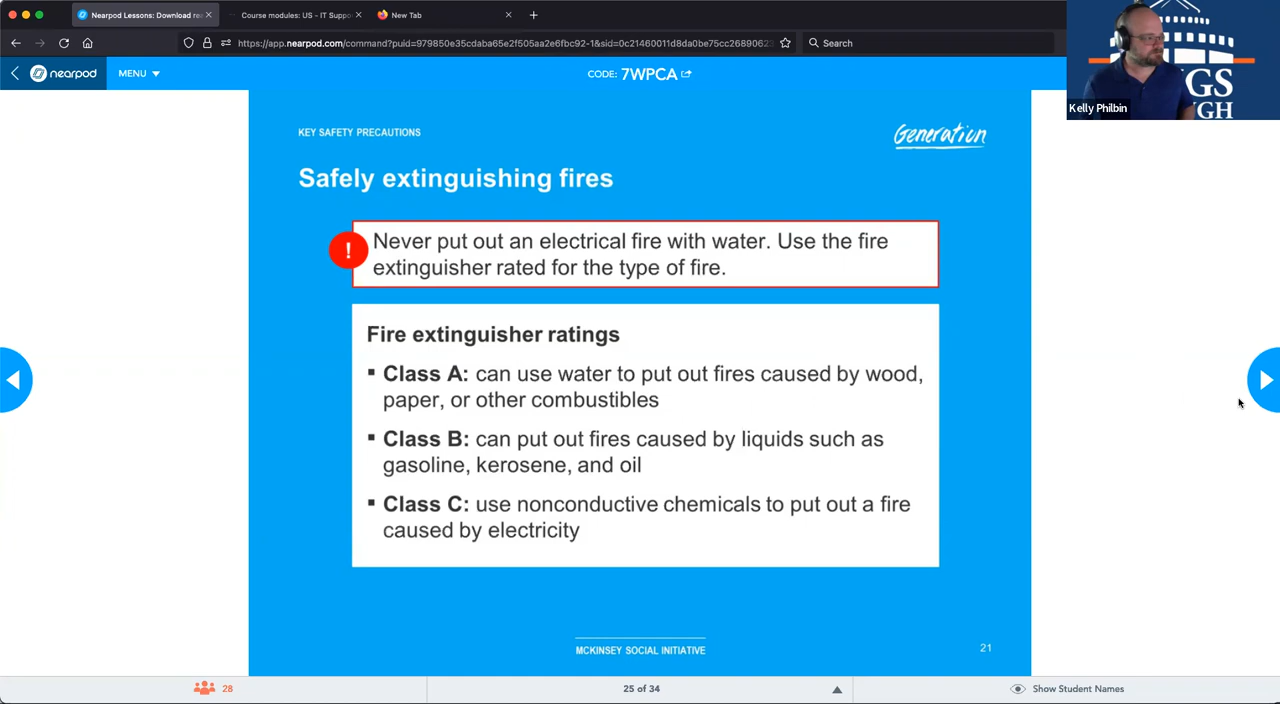 Nearpod Lessons: Download re
Course modules: US - IT Suppo
New Tab
https://app.nearpod.com/command?puid=979850e35cdaba65e2f505aa2e6fbc92-1&sid=0c21460011d8da0be75cc26890623
Search
nearpod
MENU
CODE: 7WPCA
GS
GH
Kelly Philbin
KEY SAFETY PRECAUTIONS
Generation
Safely extinguishing fires
! Never put out an electrical fire with water. Use the fire
extinguisher rated for the type of fire.
Fire extinguisher ratings
▪ Class A: can use water to put out fires caused by wood,
paper, or other combustibles
▪ Class B: can put out fires caused by liquids such as
gasoline, kerosene, and oil
▪ Class C: use nonconductive chemicals to put out a fire
caused by electricity
MCKINSEY SOCIAL INITIATIVE
21
28
25 of 34
Show Student Names